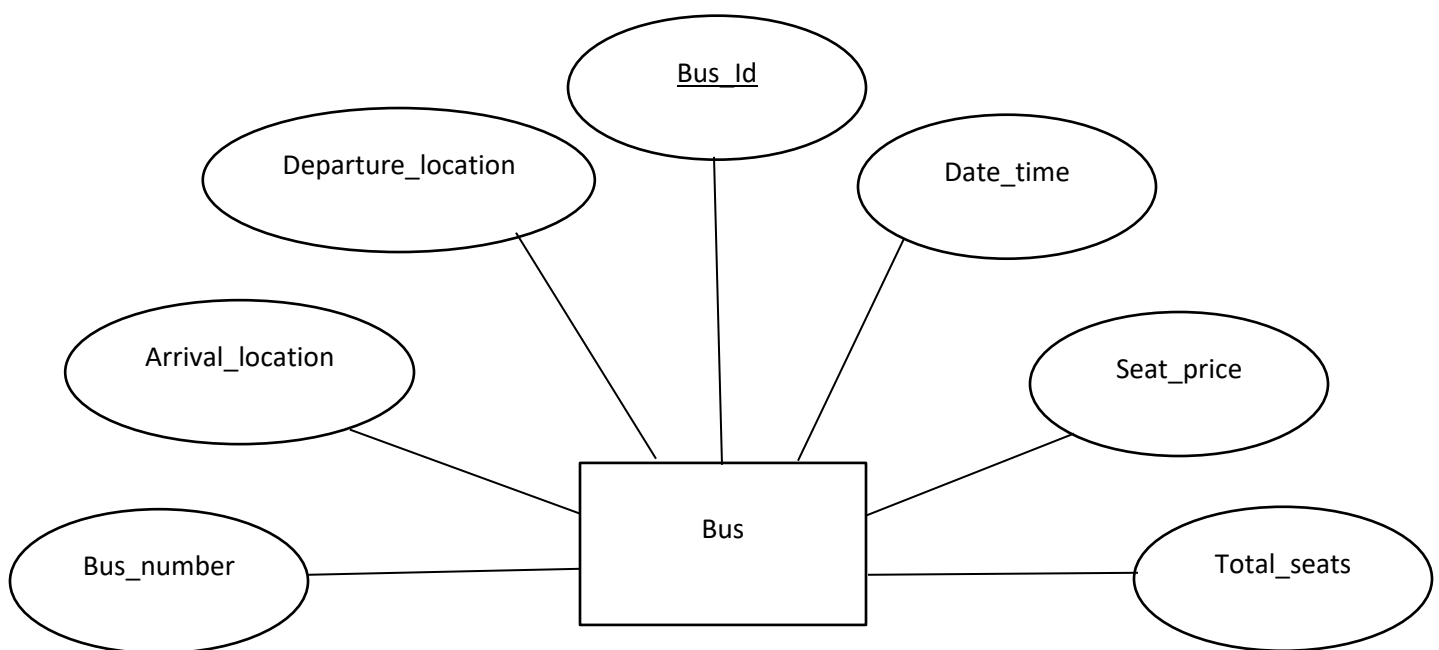 Bus_Id
Departure_location
Date_time
Arrival_location
Seat_price
Bus
Bus_number
Total_seats